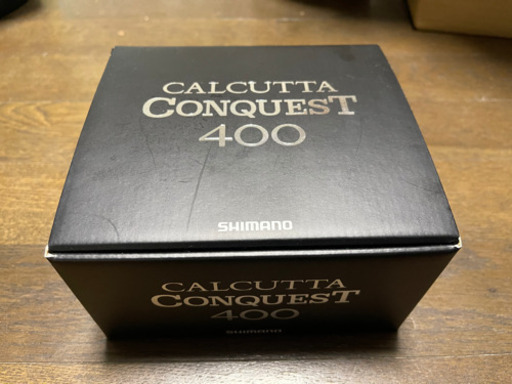 CALCUTTA
CONQUEST
400
SHIMANO
CALCUTTA
CONQUEST
400
SHIMANO